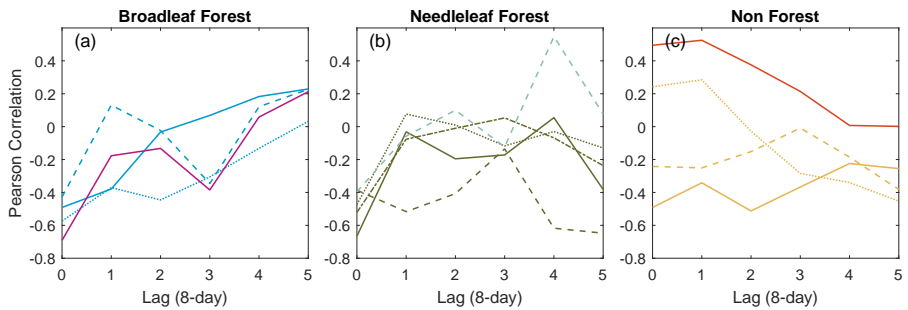 Broadleaf Forest
Needleleaf Forest
Non Forest
(a)
(b)
(c)
Pearson Correlation
0.4
0.2
0
-0.2
-0.4
-0.6
-0.8
0 1 2 3 4 5
Lag (8-day)
0.4
0.2
0
-0.2
-0.4
-0.6
-0.8
0 1 2 3 4 5
Lag (8-day)
0.4
0.2
0
-0.2
-0.4
-0.6
-0.8
0 1 2 3 4 5
Lag (8-day)